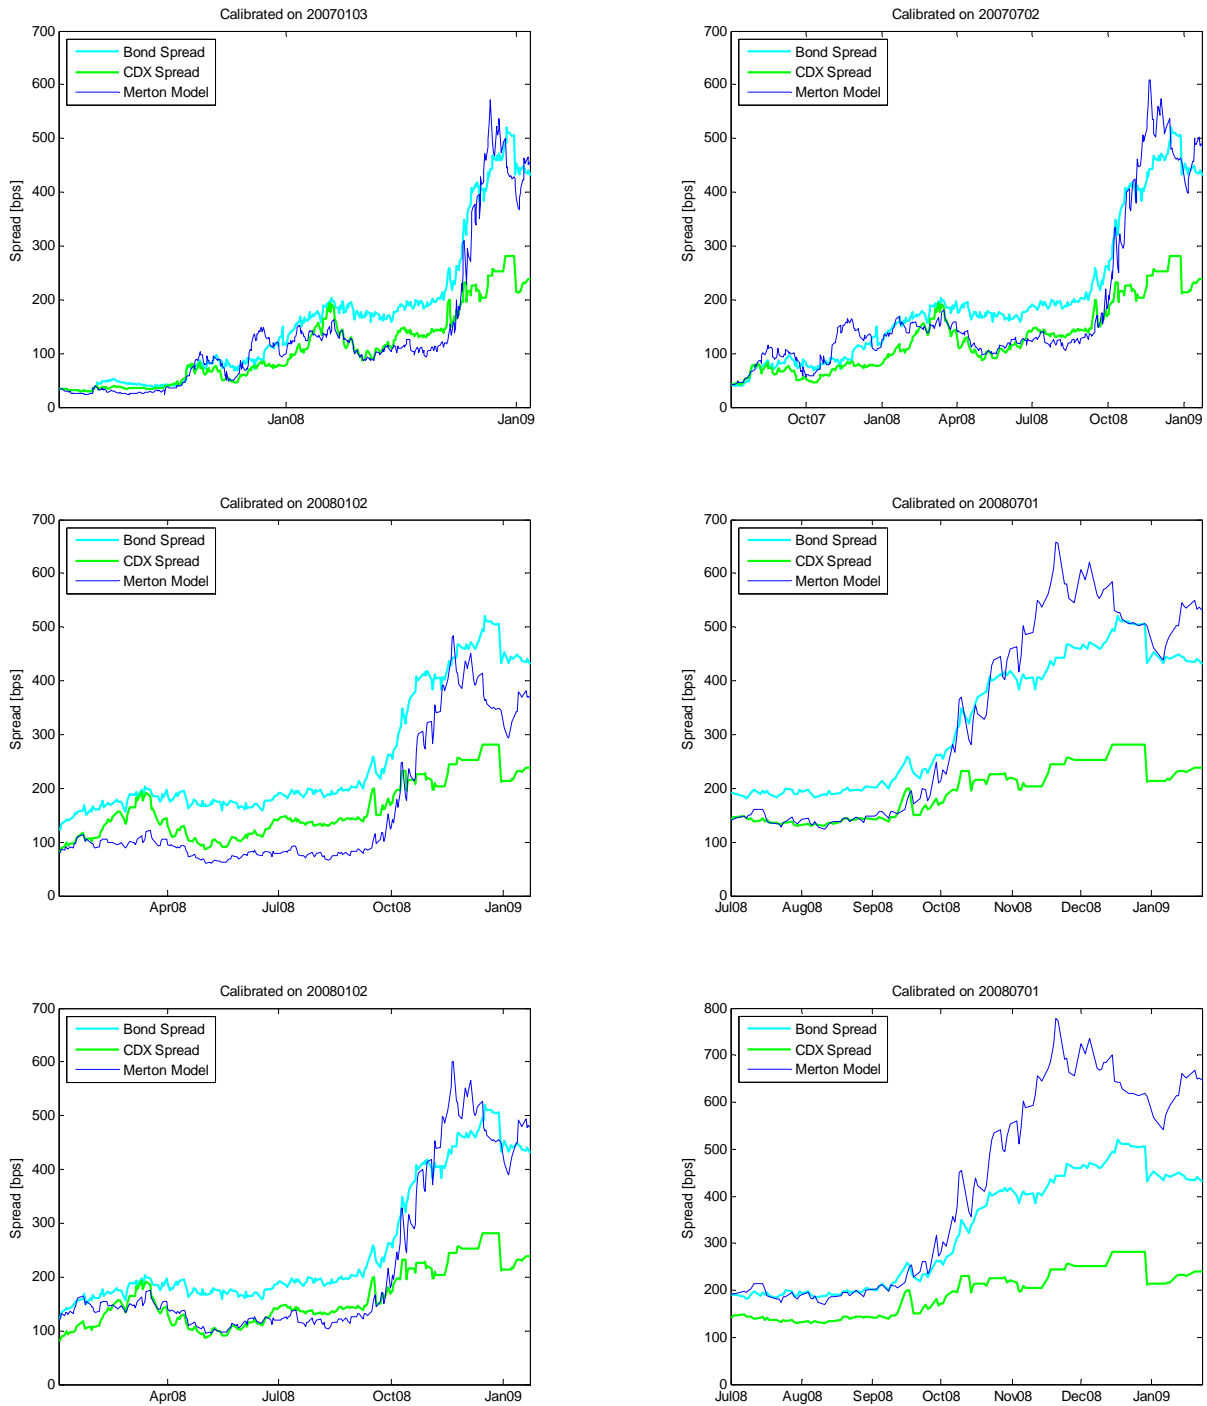 Calibrated on 20070103
700
600
500
400
300
200
100
0
Spread [bps]
Bond Spread
CDX Spread
Merton Model
Jan08
Jan09
Calibrated on 20070702
700
600
500
400
300
200
100
0
Spread [bps]
Bond Spread
CDX Spread
Merton Model
Oct07
Jan08
Apr08
Jul08
Oct08
Jan09
Calibrated on 20080102
700
600
500
400
300
200
100
0
Spread [bps]
Bond Spread
CDX Spread
Merton Model
Apr08
Jul08
Oct08
Jan09
Calibrated on 20080701
700
600
500
400
300
200
100
0
Spread [bps]
Bond Spread
CDX Spread
Merton Model
Jul08
Aug08
Sep08
Oct08
Nov08
Dec08
Jan09
Calibrated on 20080102
700
600
500
400
300
200
100
0
Spread [bps]
Bond Spread
CDX Spread
Merton Model
Apr08
Jul08
Oct08
Jan09
Calibrated on 20080701
800
700
600
500
400
300
200
100
0
Spread [bps]
Bond Spread
CDX Spread
Merton Model
Jul08
Aug08
Sep08
Oct08
Nov08
Dec08
Jan09